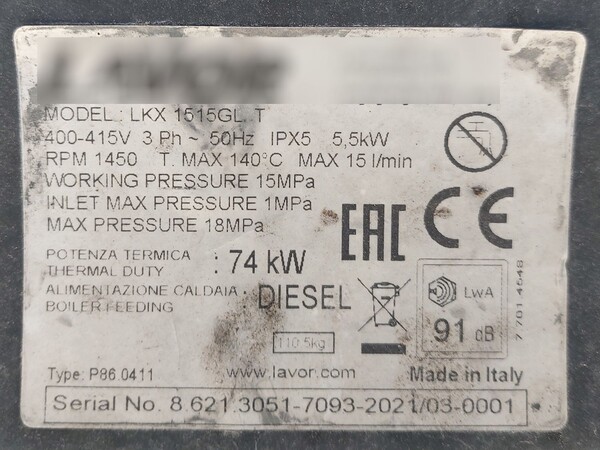 MODEL : LKX 1515GL T
400-415V 3 Ph ~ 50Hz IPX5 5,5kW
RPM 1450 T. MAX 140°C MAX 15 l/min
WORKING PRESSURE 15MPa
INLET MAX PRESSURE 1MPa
MAX PRESSURE 18MPa
EAC CE
POTENZA TERMICA
THERMAL DUTY : 74 kW
ALIMENTAZIONE CALDAIA :
BOILER FEEDING DIESEL
LwA
91 dB
7 701 4548
110.5kg
Type: P86.0411 www.lavor.com Made in Italy
Serial No. 8.621.3051-7093-2021/03-0001